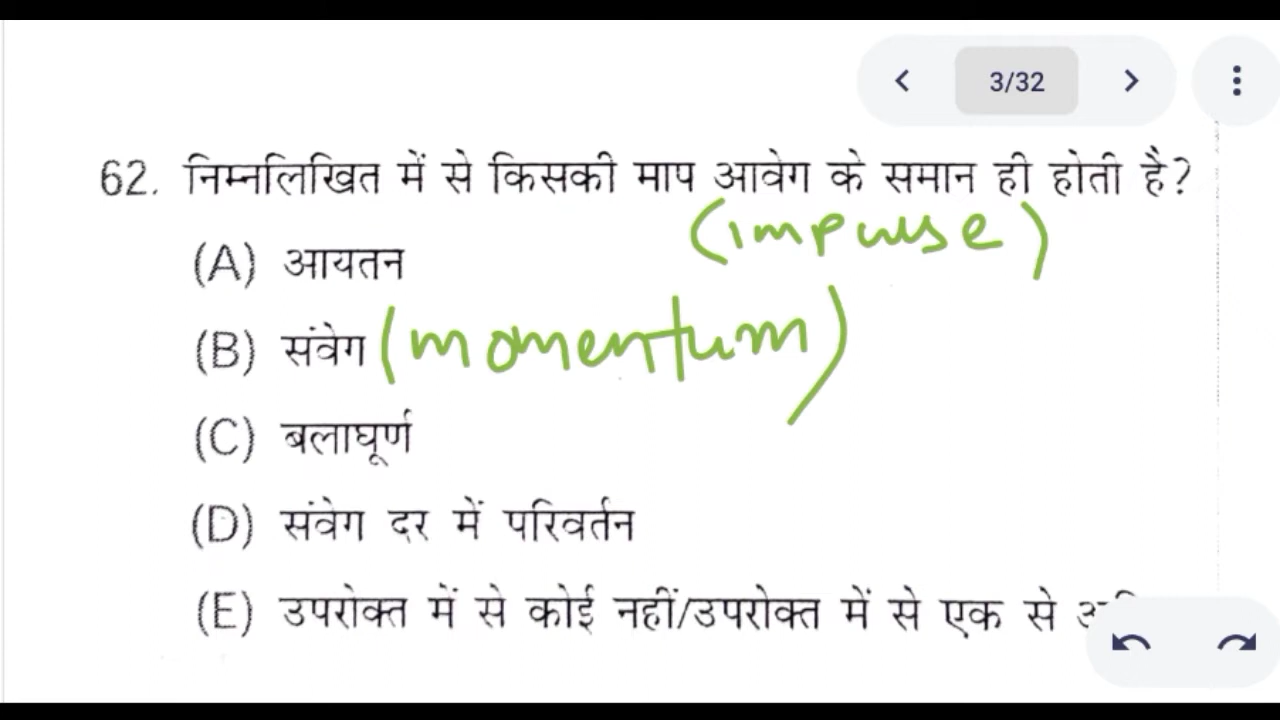 3/32
62. निम्नलिखित में से किसकी माप आवेग के समान ही होती है?
(impulse)
(A) आयतन
(B) संवेग (momentum)
(C) बलाघूर्ण
(D) संवेग दर में परिवर्तन
(E) उपरोक्त में से कोई नहीं/उपरोक्त में से एक से